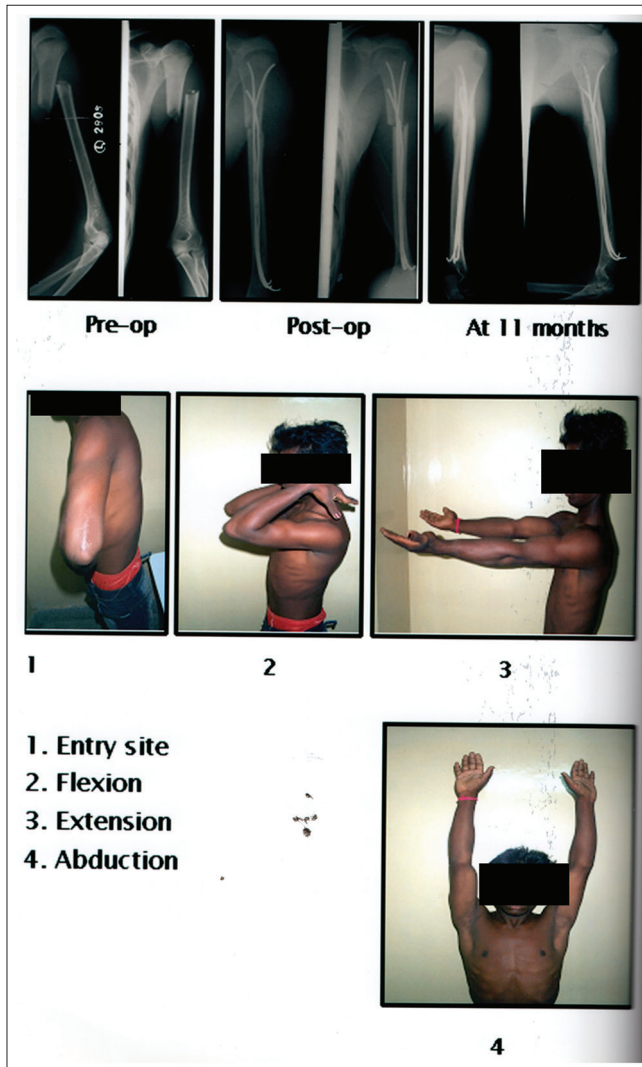 Ⓛ 2909
Pre-op
Post-op
At 11 months
1
2
3
1. Entry site
2. Flexion
3. Extension
4. Abduction
4